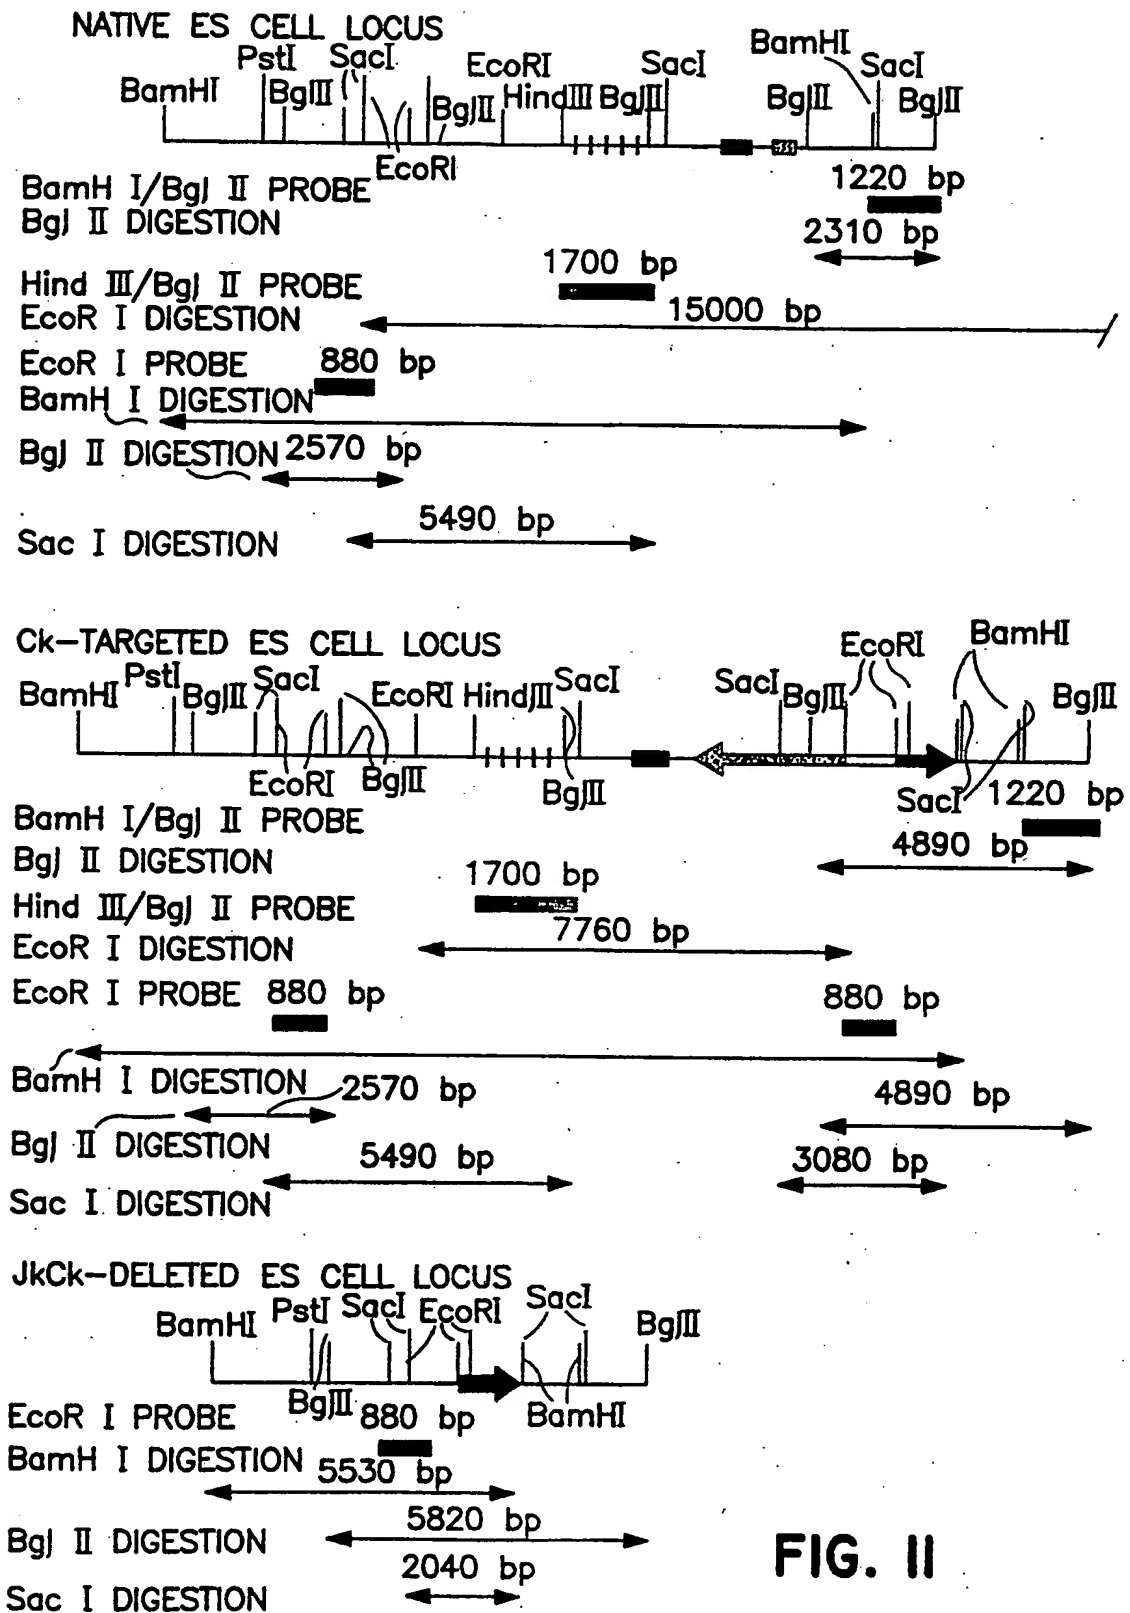 NATIVE ES CELL LOCUS
BamHI PstI BglII SacI EcoRI BglII EcoRI HindIII BglII SacI BglII BamHI SacI BglII
BamH I/Bgl II PROBE 1220 bp
Bgl II DIGESTION 2310 bp
Hind III/Bgl II PROBE 1700 bp
EcoR I DIGESTION 15000 bp
EcoR I PROBE 880 bp
BamH I DIGESTION
Bgl II DIGESTION 2570 bp
Sac I DIGESTION 5490 bp
Ck-TARGETED ES CELL LOCUS
BamHI PstI BglII SacI EcoRI BglII EcoRI HindIII BglII SacI SacI BglII EcoRI BamHI SacI BglII
BamH I/Bgl II PROBE 1220 bp
Bgl II DIGESTION 4890 bp
Hind III/Bgl II PROBE 1700 bp
EcoR I DIGESTION 7760 bp
EcoR I PROBE 880 bp 880 bp
BamH I DIGESTION
Bgl II DIGESTION 2570 bp 4890 bp
Sac I DIGESTION 5490 bp 3080 bp
JkCk-DELETED ES CELL LOCUS
BamHI PstI BglII SacI EcoRI SacI BamHI BglII
EcoR I PROBE 880 bp
BamH I DIGESTION 5530 bp
Bgl II DIGESTION 5820 bp
Sac I DIGESTION 2040 bp
FIG. II